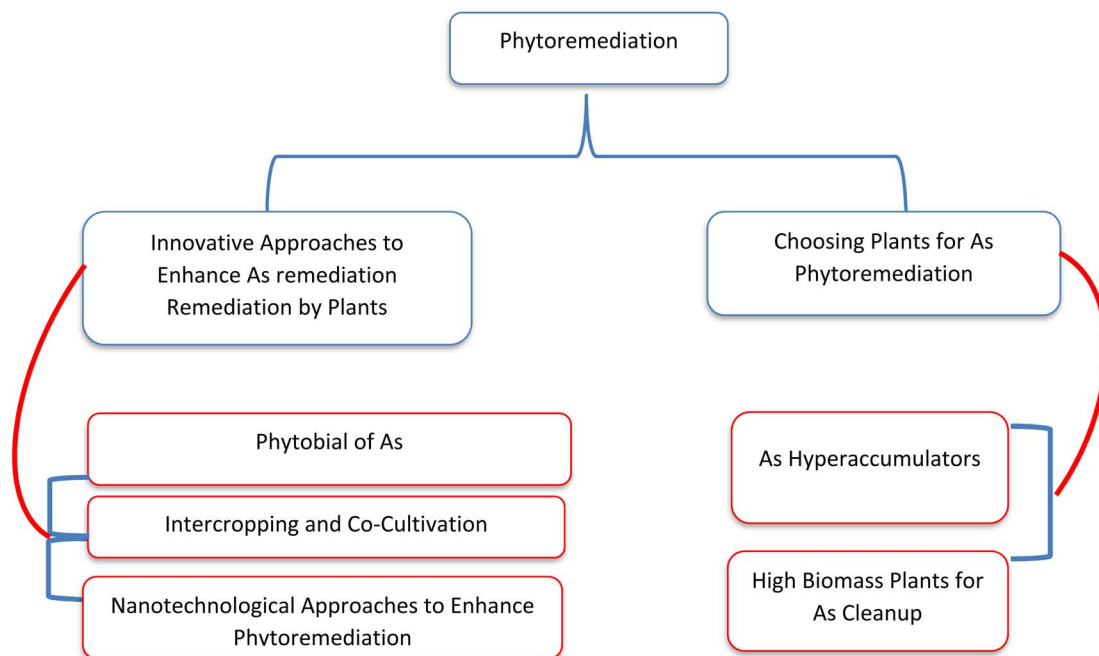 Phytoremediation
Innovative Approaches to
Enhance As remediation
Remediation by Plants
Choosing Plants for As
Phytoremediation
Phytobial of As
Intercropping and Co-Cultivation
Nanotechnological Approaches to Enhance
Phytoremediation
As Hyperaccumulators
High Biomass Plants for
As Cleanup